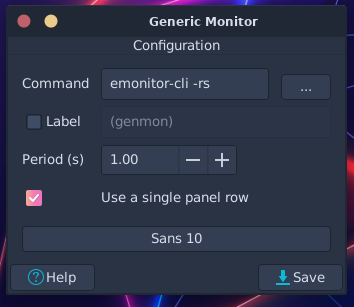 Generic Monitor
Configuration
Command emonitor-cli -rs ...
Label (genmon)
Period (s) 1.00
Use a single panel row
Sans 10
Help Save